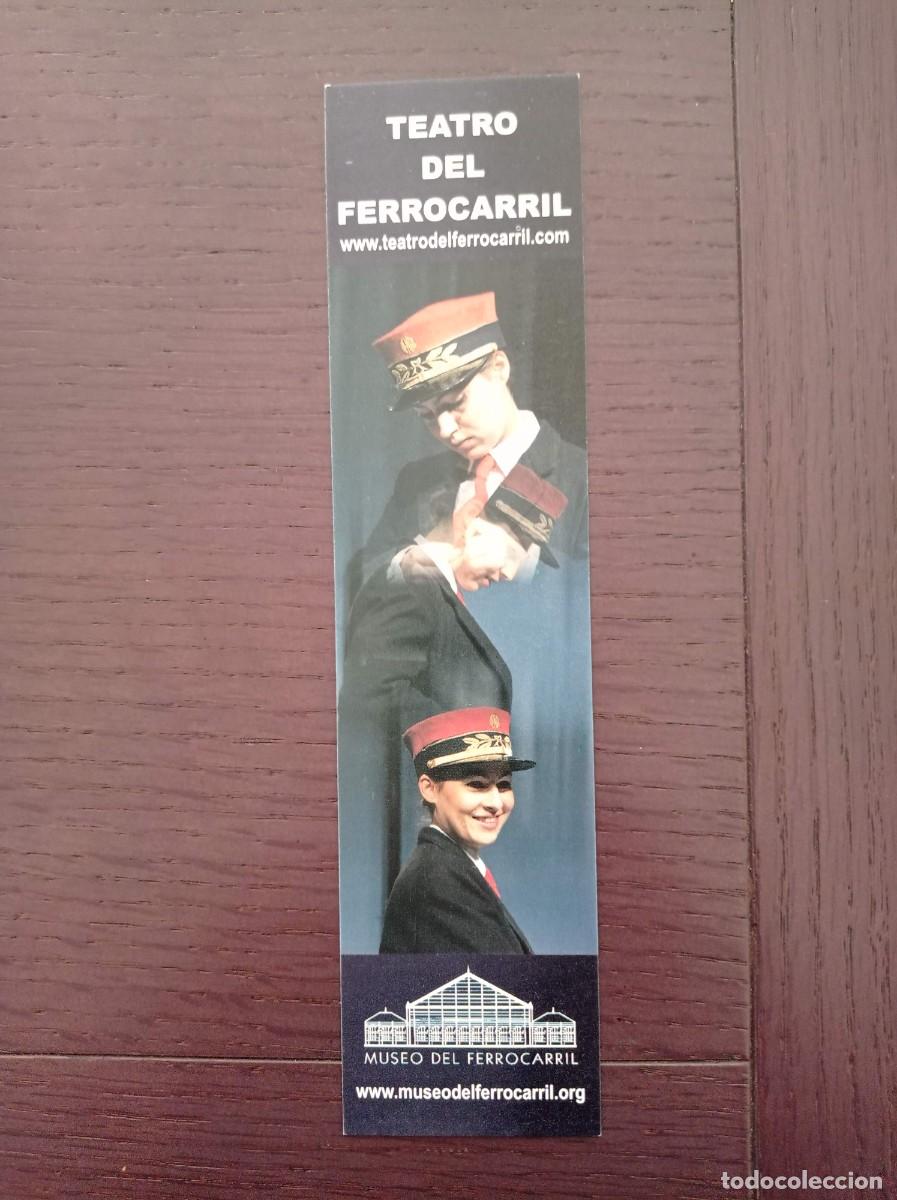 TEATRO
DEL
FERROCARRIL
www.teatrodelferrocarril.com
MUSEO DEL FERROCARRIL
www.museodelferrocarril.org
todocoleccion